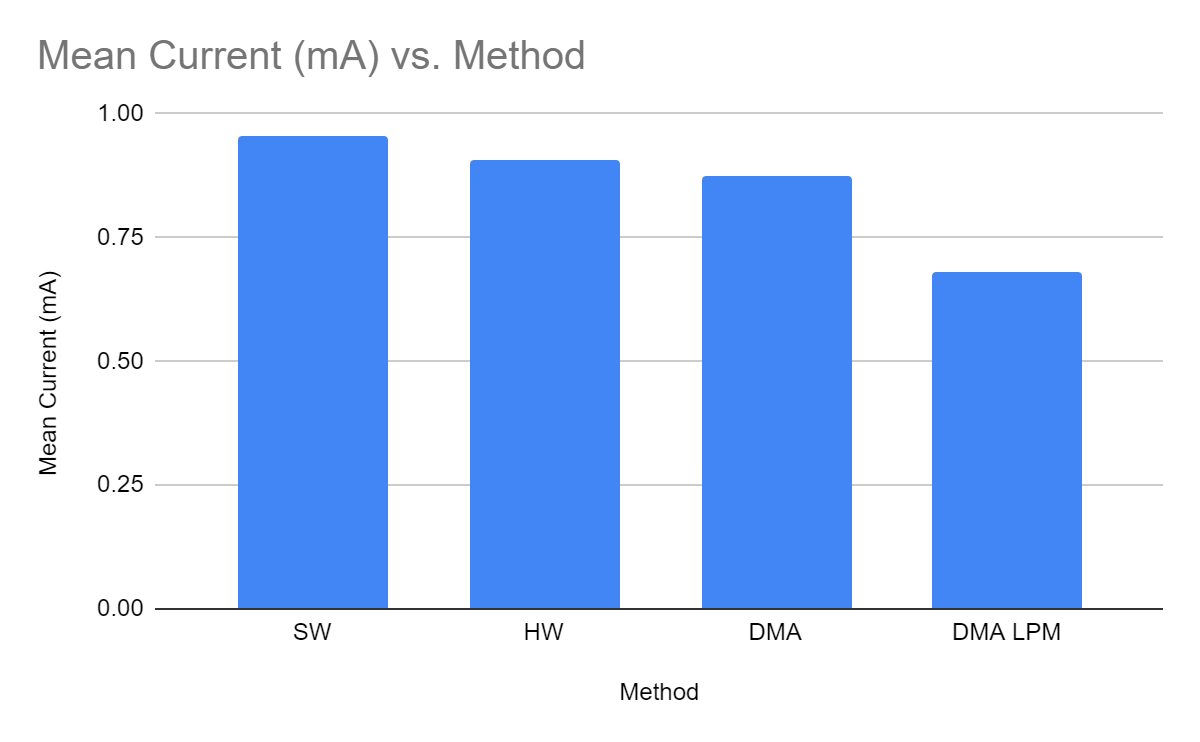 Mean Current (mA) vs. Method
1.00
0.75
0.50
0.25
0.00
Mean Current (mA)
SW HW DMA DMA LPM
Method